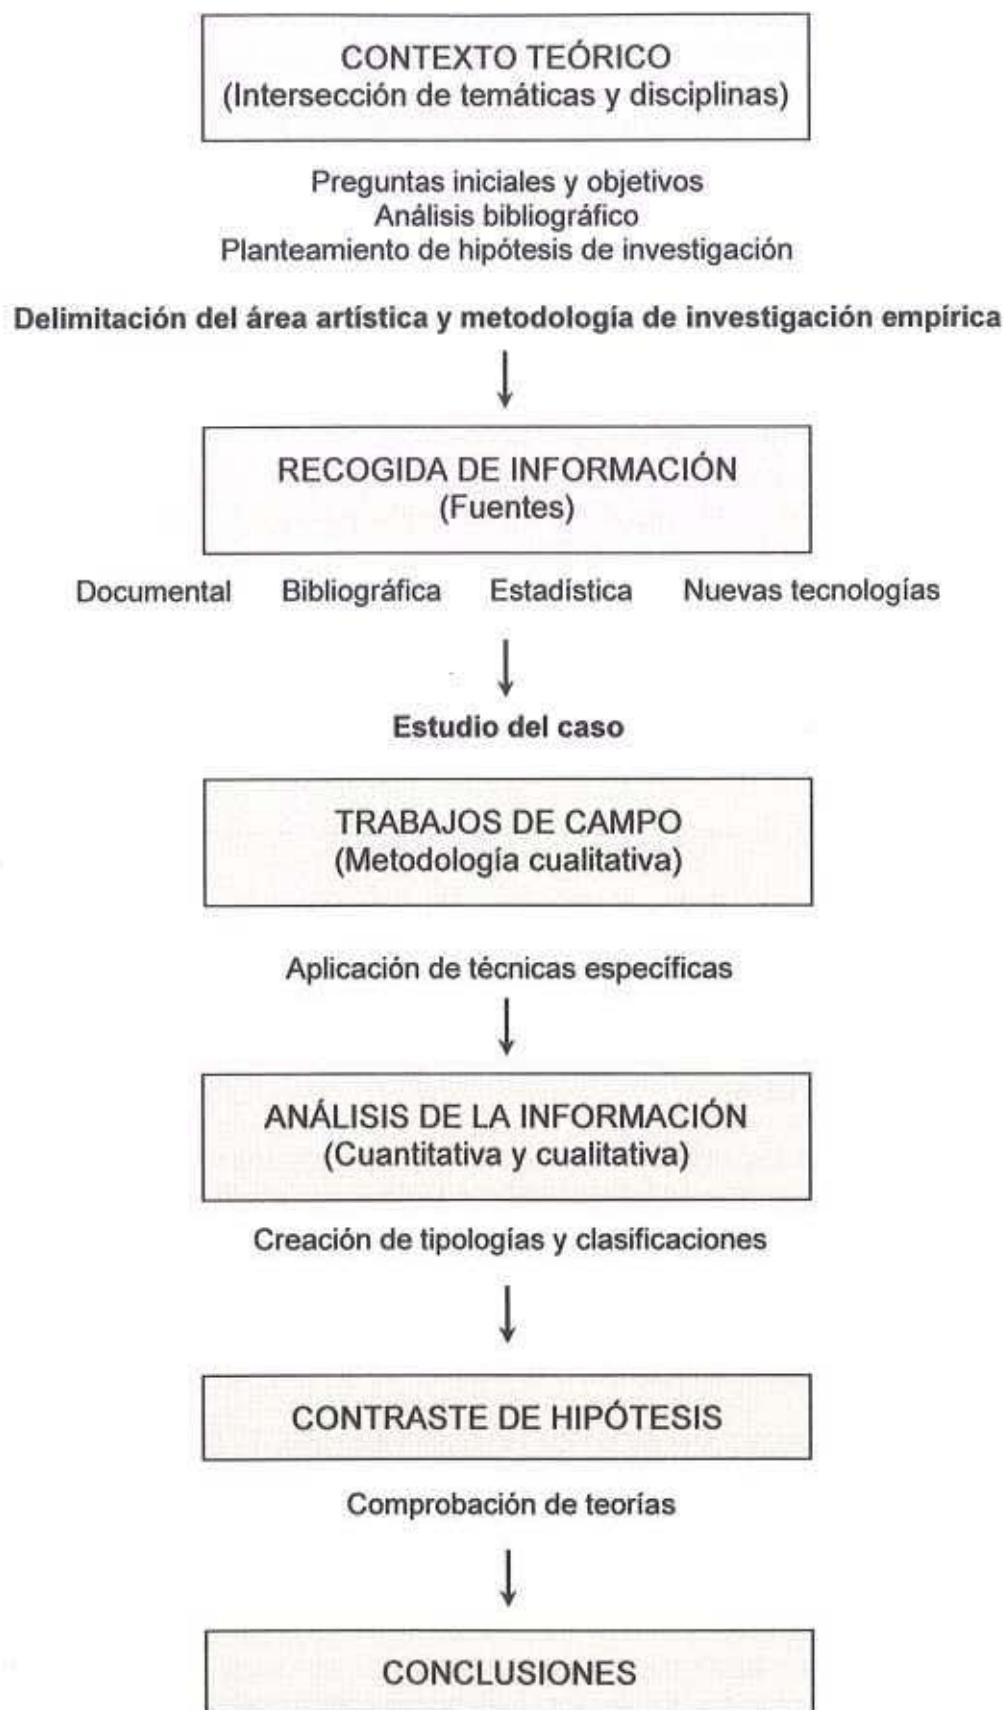 CONTEXTO TEÓRICO
(Intersección de temáticas y disciplinas)
Preguntas iniciales y objetivos
Análisis bibliográfico
Planteamiento de hipótesis de investigación
Delimitación del área artística y metodología de investigación empírica
RECOGIDA DE INFORMACIÓN
(Fuentes)
Documental Bibliográfica Estadística Nuevas tecnologías
Estudio del caso
TRABAJOS DE CAMPO
(Metodología cualitativa)
Aplicación de técnicas específicas
ANÁLISIS DE LA INFORMACIÓN
(Cuantitativa y cualitativa)
Creación de tipologías y clasificaciones
CONTRASTE DE HIPÓTESIS
Comprobación de teorías
CONCLUSIONES